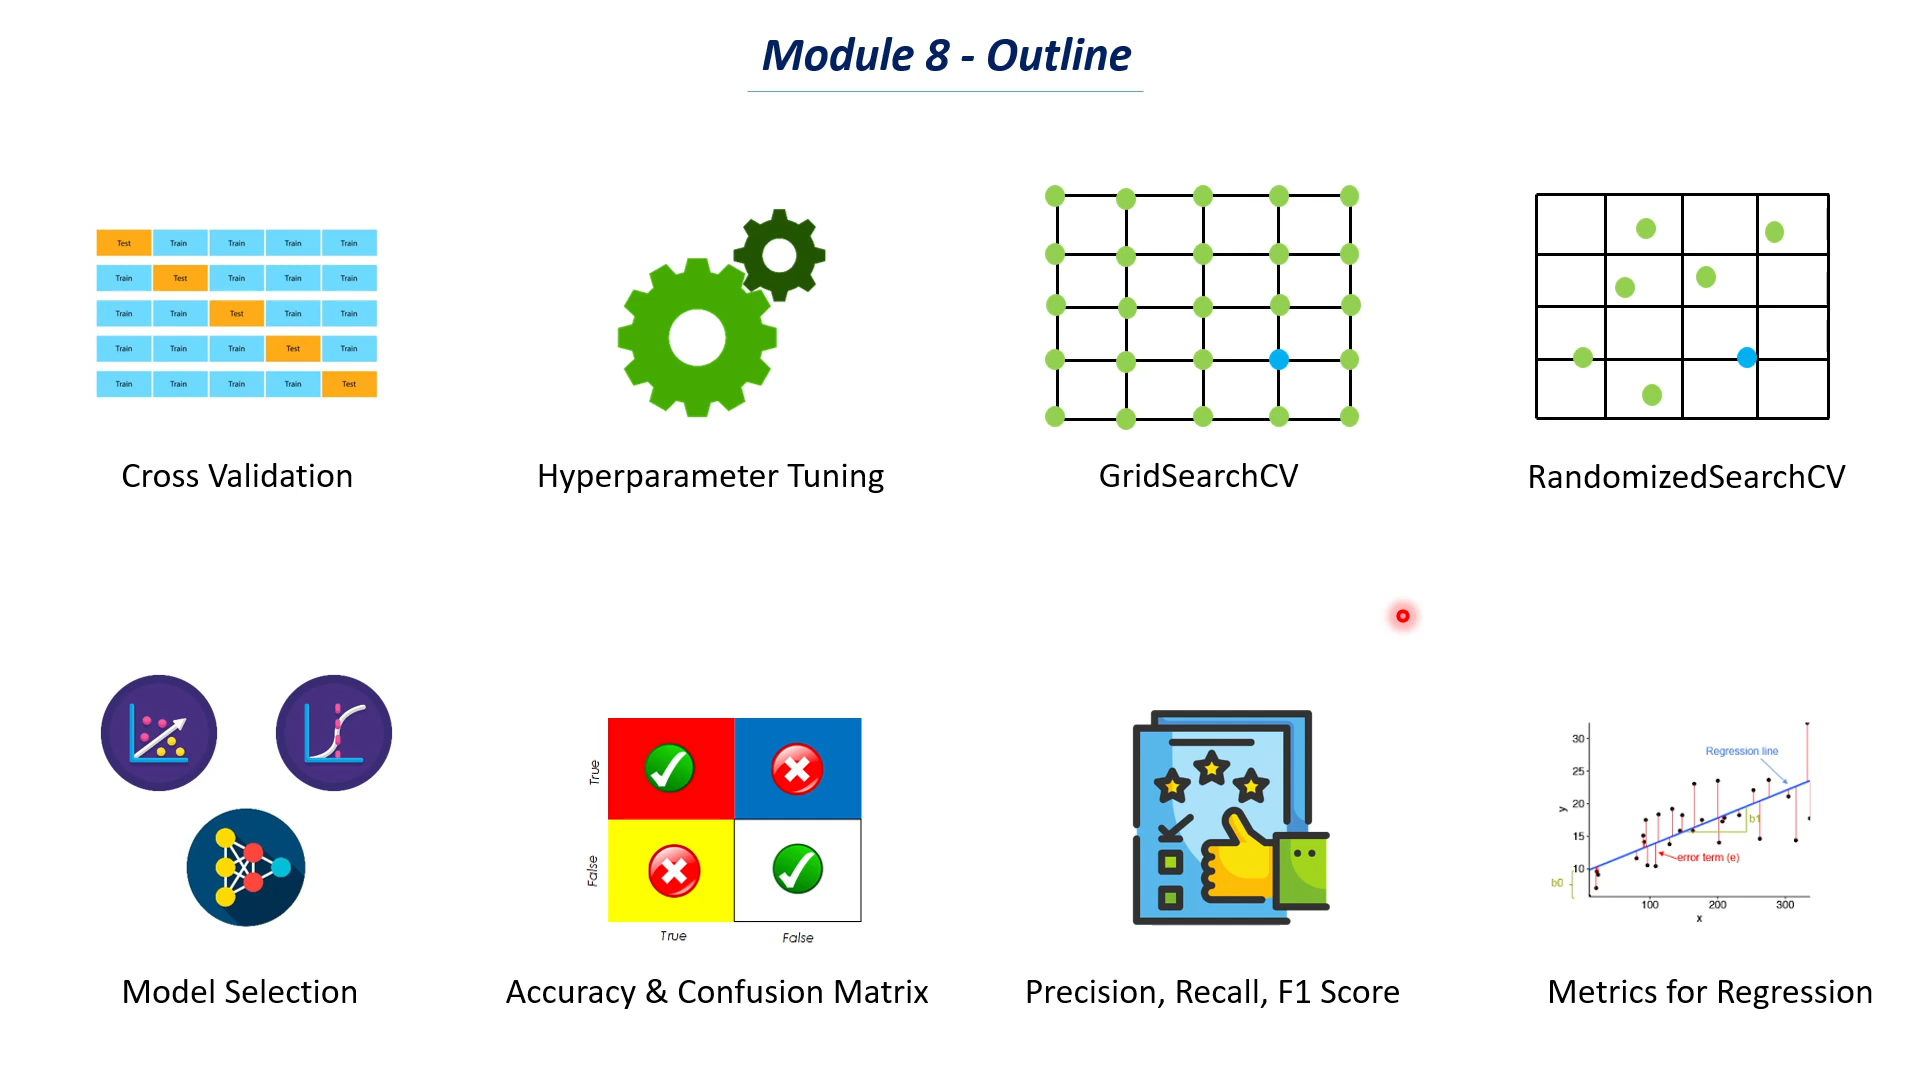 Module 8 - Outline
Test Train Train Train Train
Train Test Train Train Train
Train Train Test Train Train
Train Train Train Test Train
Train Train Train Train Test
Cross Validation
Hyperparameter Tuning
GridSearchCV
RandomizedSearchCV
True
False
True
False
30
25
20
15
10
y
Regression line
b1
error term (e)
b0
100
200
300
x
Model Selection
Accuracy & Confusion Matrix
Precision, Recall, F1 Score
Metrics for Regression